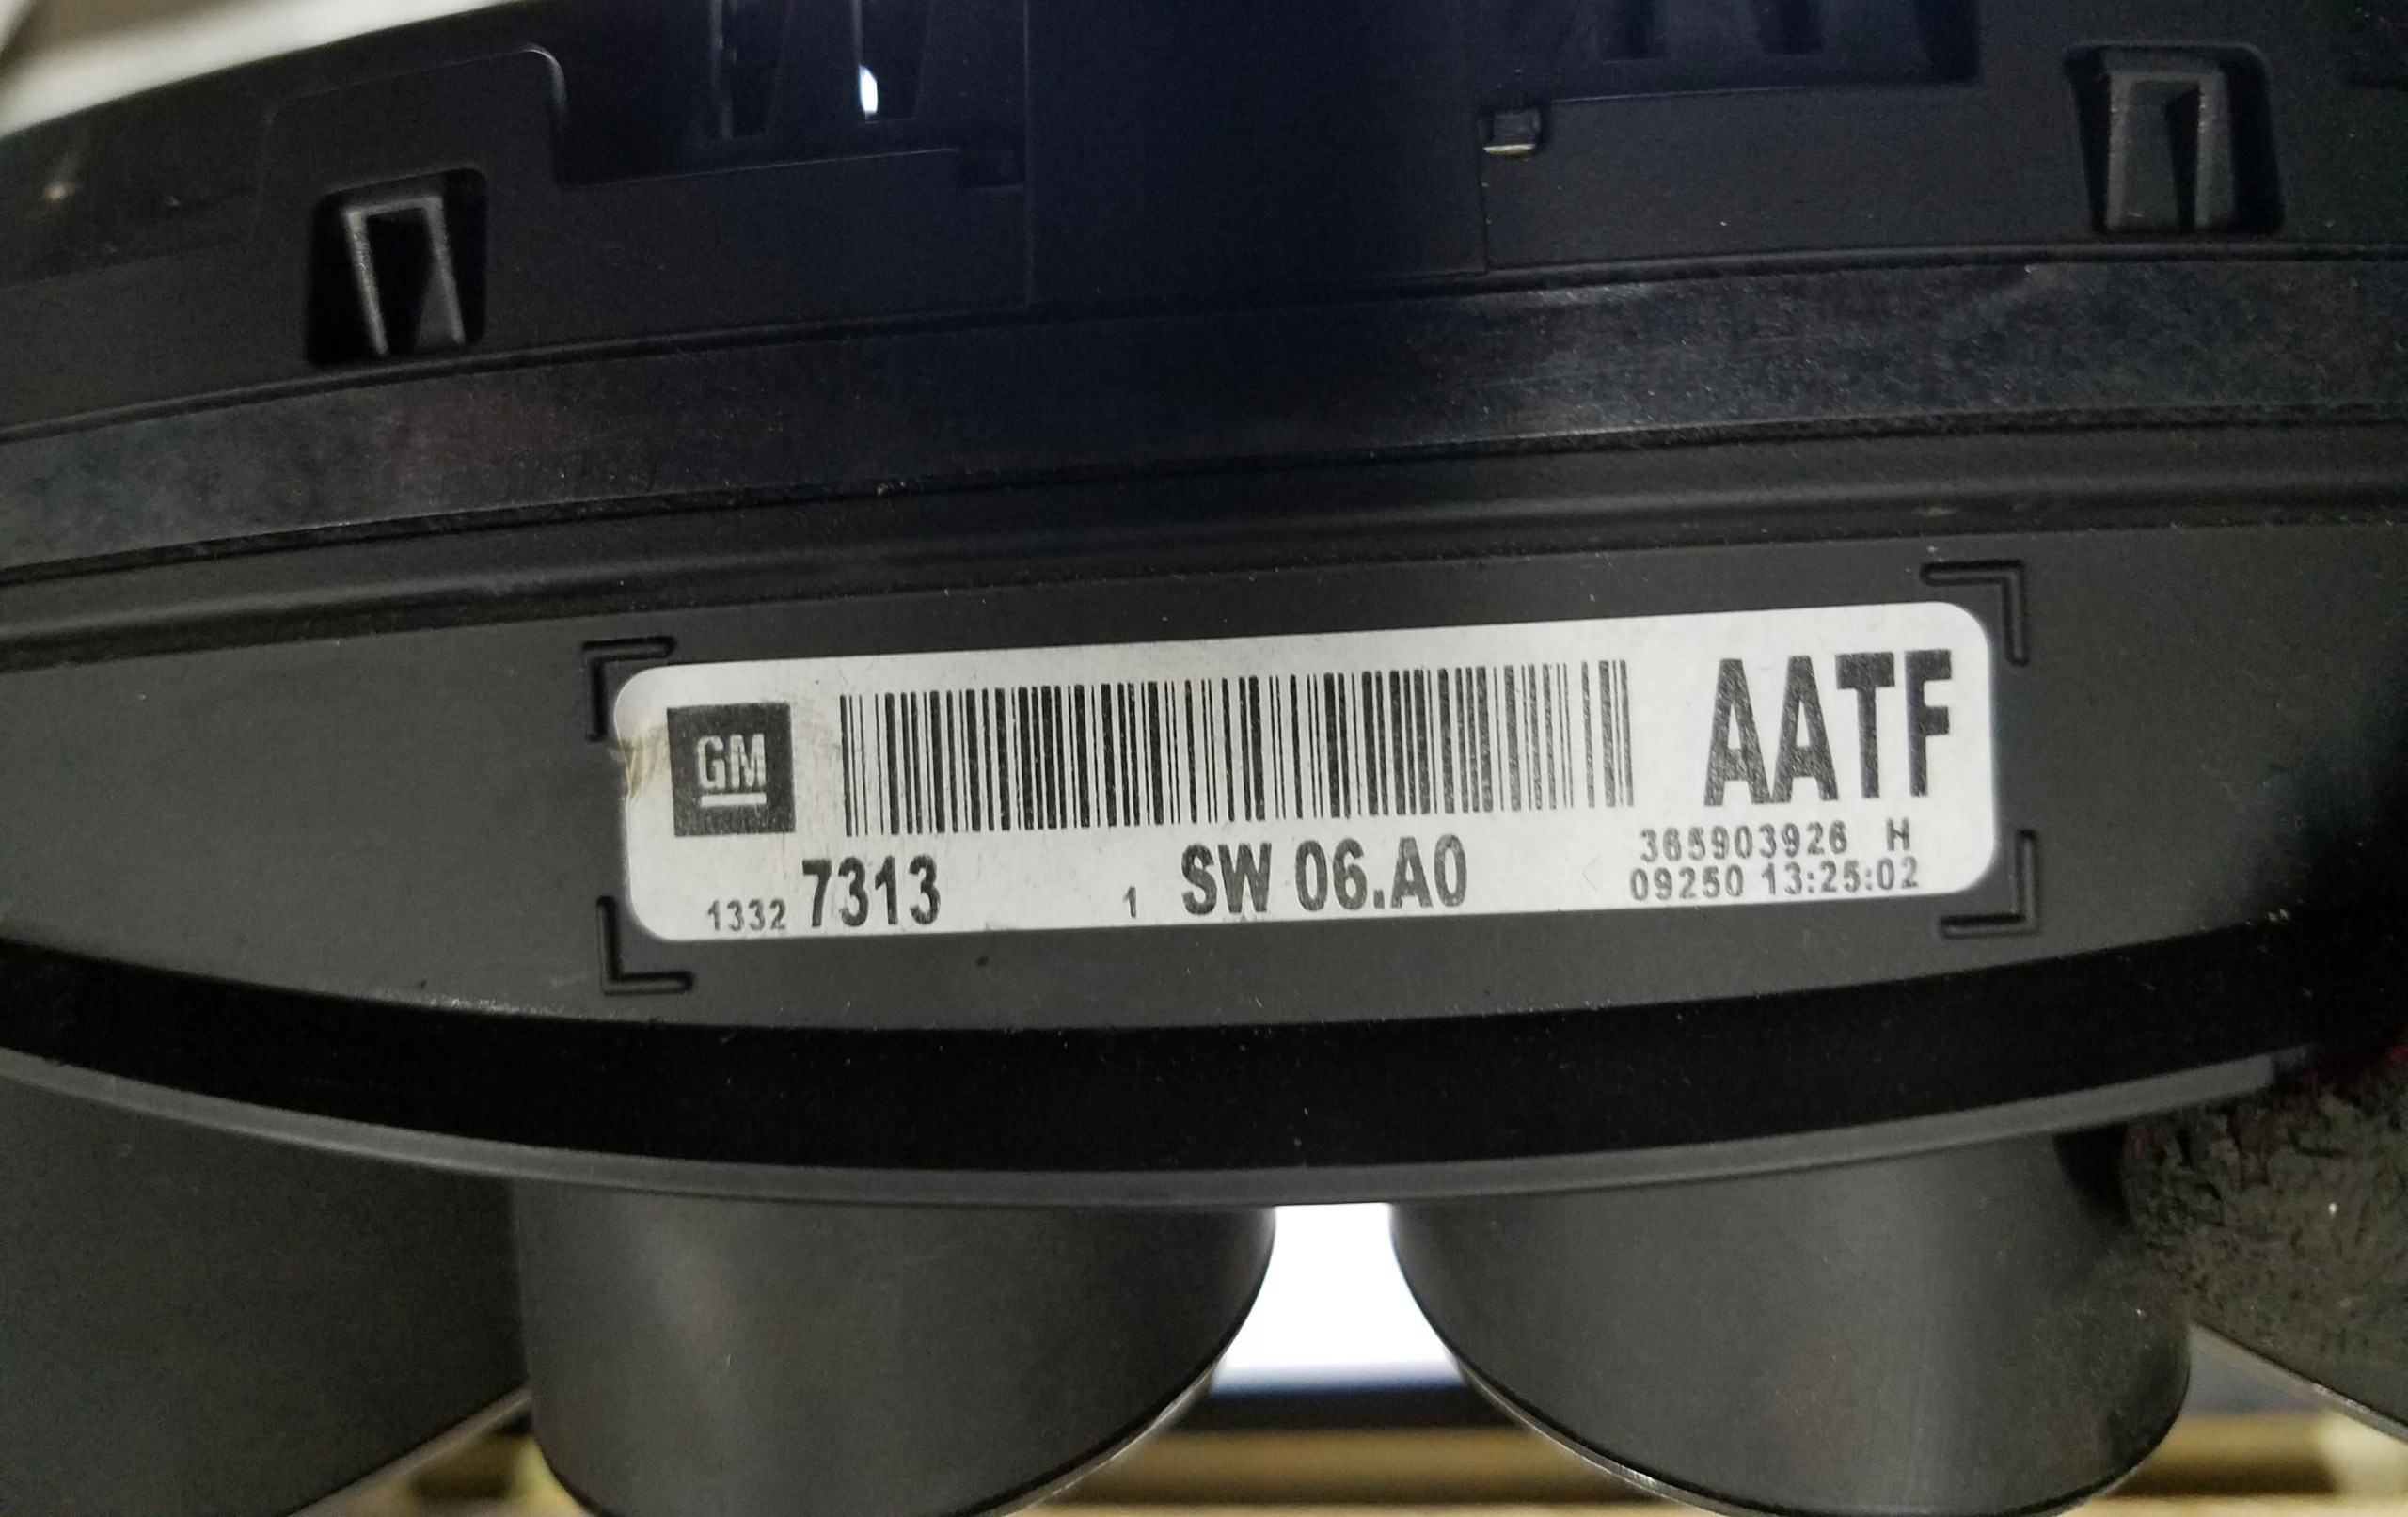 GM
AATF
1332 7313 1 SW 06.A0
365903926 H
09250 13:25:02